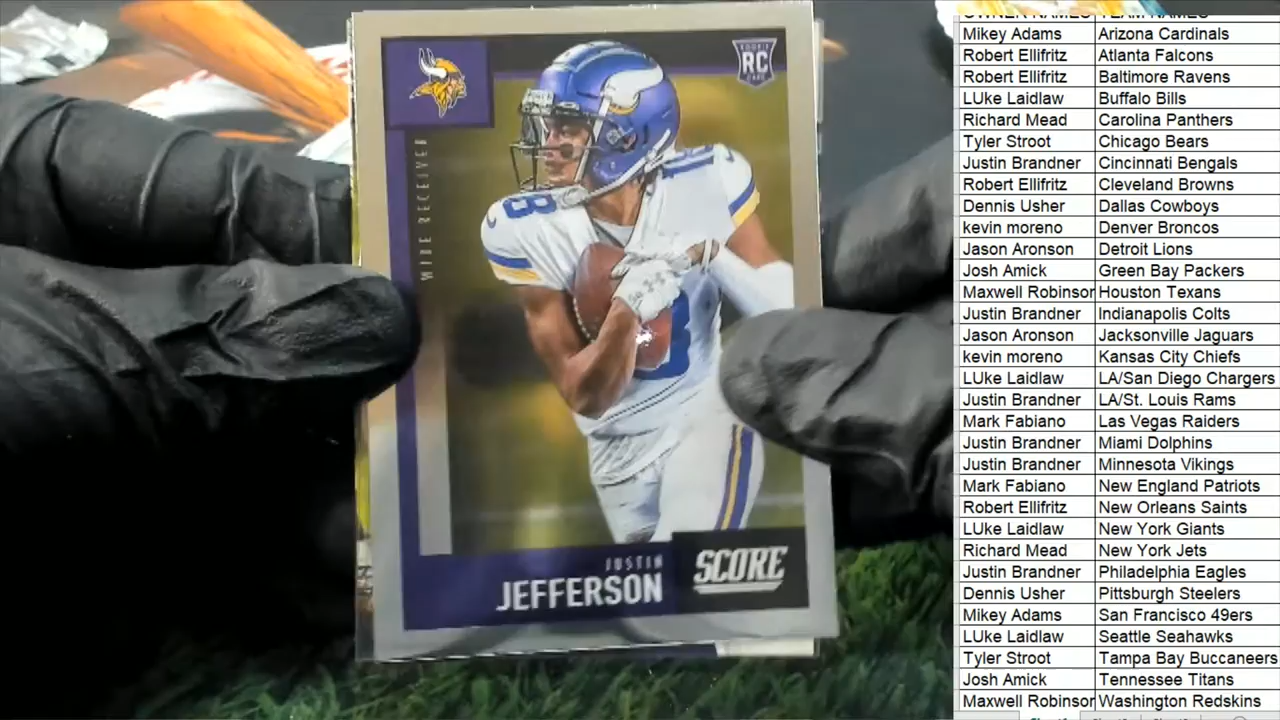 ROOKIE
RC
CARD
WIDE RECEIVER
18
18
JUSTIN
JEFFERSON
SCORE
OWNER NAMES TEAM NAMES
Mikey Adams Arizona Cardinals
Robert Ellifritz Atlanta Falcons
Robert Ellifritz Baltimore Ravens
LUke Laidlaw Buffalo Bills
Richard Mead Carolina Panthers
Tyler Stroot Chicago Bears
Justin Brandner Cincinnati Bengals
Robert Ellifritz Cleveland Browns
Dennis Usher Dallas Cowboys
kevin moreno Denver Broncos
Jason Aronson Detroit Lions
Josh Amick Green Bay Packers
Maxwell Robinson Houston Texans
Justin Brandner Indianapolis Colts
Jason Aronson Jacksonville Jaguars
kevin moreno Kansas City Chiefs
LUke Laidlaw LA/San Diego Chargers
Justin Brandner LA/St. Louis Rams
Mark Fabiano Las Vegas Raiders
Justin Brandner Miami Dolphins
Justin Brandner Minnesota Vikings
Mark Fabiano New England Patriots
Robert Ellifritz New Orleans Saints
LUke Laidlaw New York Giants
Richard Mead New York Jets
Justin Brandner Philadelphia Eagles
Dennis Usher Pittsburgh Steelers
Mikey Adams San Francisco 49ers
LUke Laidlaw Seattle Seahawks
Tyler Stroot Tampa Bay Buccaneers
Josh Amick Tennessee Titans
Maxwell Robinson Washington Redskins